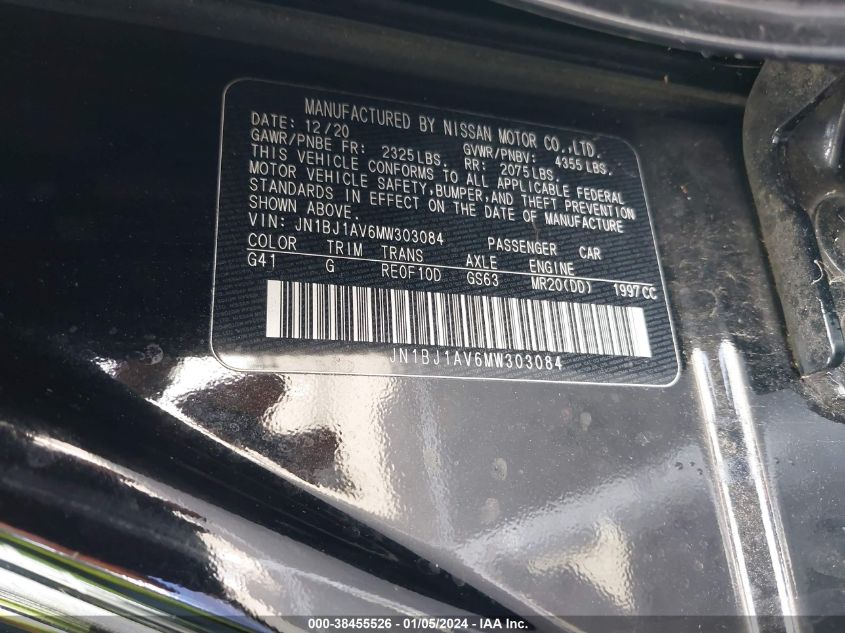 MANUFACTURED BY NISSAN MOTOR CO.,LTD.
DATE: 12/20 GVWR/PNBV: 4355 LBS.
GAWR/PNBE FR: 2325 LBS. RR: 2075 LBS.
THIS VEHICLE CONFORMS TO ALL APPLICABLE FEDERAL
MOTOR VEHICLE SAFETY, BUMPER, AND THEFT PREVENTION
STANDARDS IN EFFECT ON THE DATE OF MANUFACTURE
SHOWN ABOVE.
VIN: JN1BJ1AV6MW303084 PASSENGER CAR
COLOR TRIM TRANS AXLE ENGINE
G41 G RE0F10D GS63 MR20(DD) 1997CC
JN1BJ1AV6MW303084
000-38455526 - 01/05/2024 - IAA Inc.